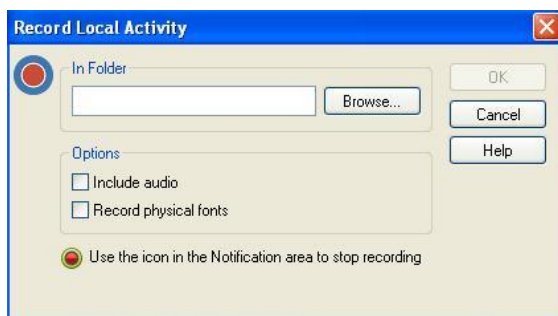 Record Local Activity
In Folder
Browse...
OK
Cancel
Help
Options
Include audio
Record physical fonts
Use the icon in the Notification area to stop recording